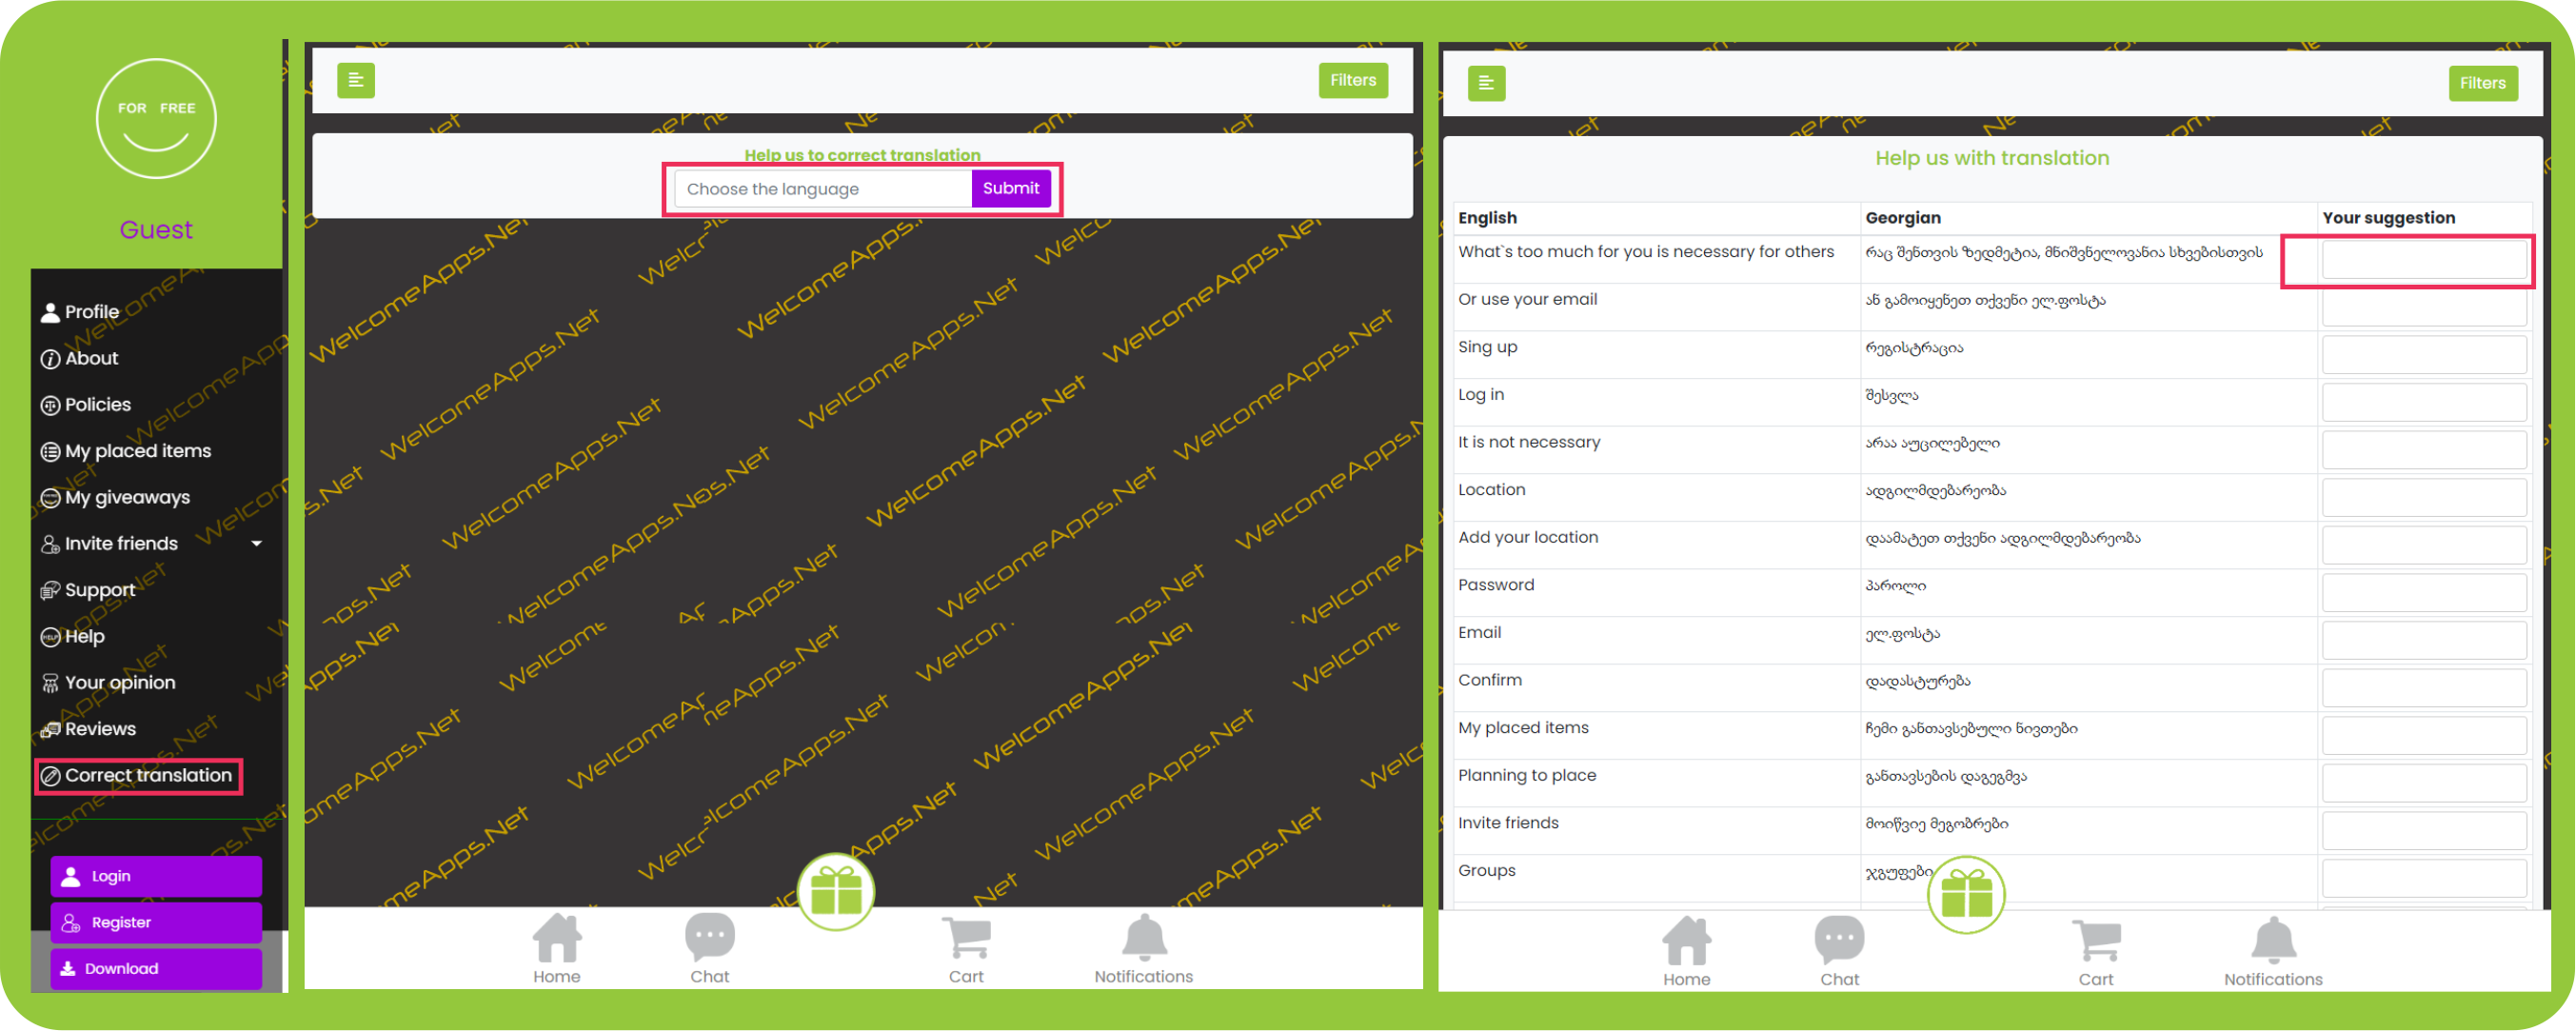 FOR FREE
Guest
Profile
About
Policies
My placed items
My giveaways
Invite friends
Support
Help
Your opinion
Reviews
Correct translation
Login
Register
Download
Filters
Help us to correct translation
Choose the language
Submit
WelcomeApps.Net
Home
Chat
Cart
Notifications
Filters
Help us with translation
English Georgian Your suggestion
What`s too much for you is necessary for others რაც შენთვის ზედმეტია, მნიშვნელოვანია სხვებისთვის
Or use your email ან გამოიყენეთ თქვენი ელ.ფოსტა
Sing up რეგისტრაცია
Log in შესვლა
It is not necessary არაა აუცილებელი
Location ადგილმდებარეობა
Add your location დაამატეთ თქვენი ადგილმდებარეობა
Password პაროლი
Email ელ.ფოსტა
Confirm დადასტურება
My placed items ჩემი განთავსებული ნივთები
Planning to place განთავსების დაგეგმვა
Invite friends მოიწვიე მეგობრები
Groups ჯგუფები
Home
Chat
Cart
Notifications